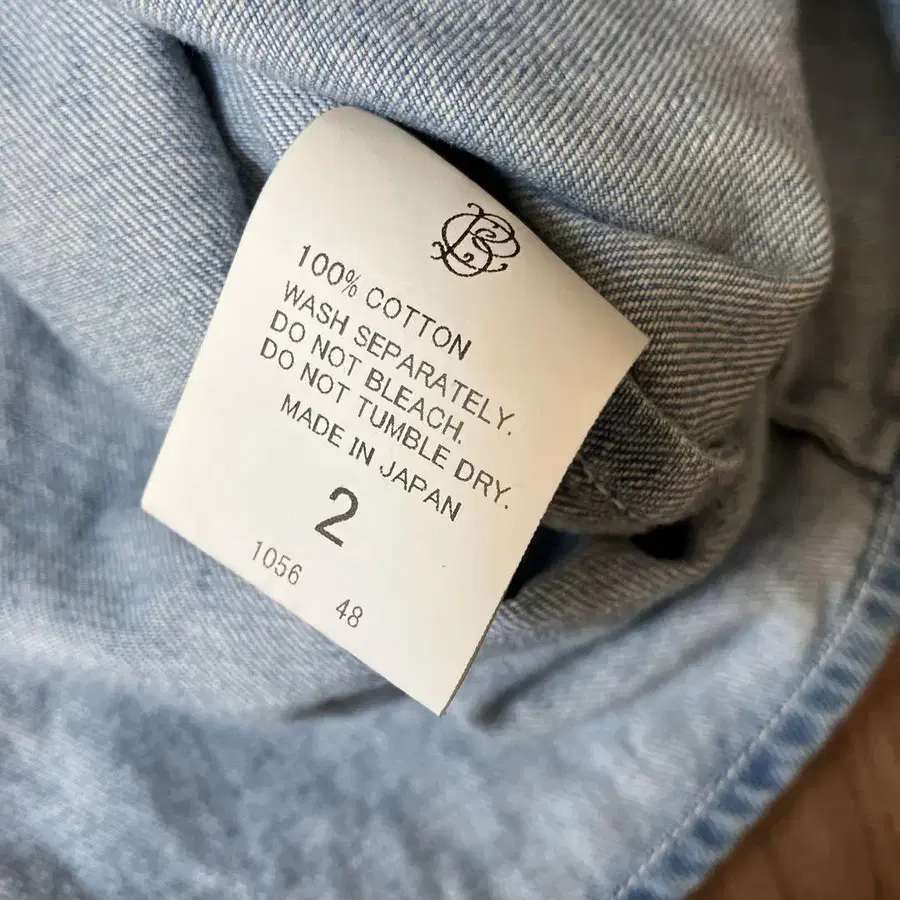 100% COTTON
WASH SEPARATELY.
DO NOT BLEACH.
DO NOT TUMBLE DRY.
MADE IN JAPAN
2
1056 48